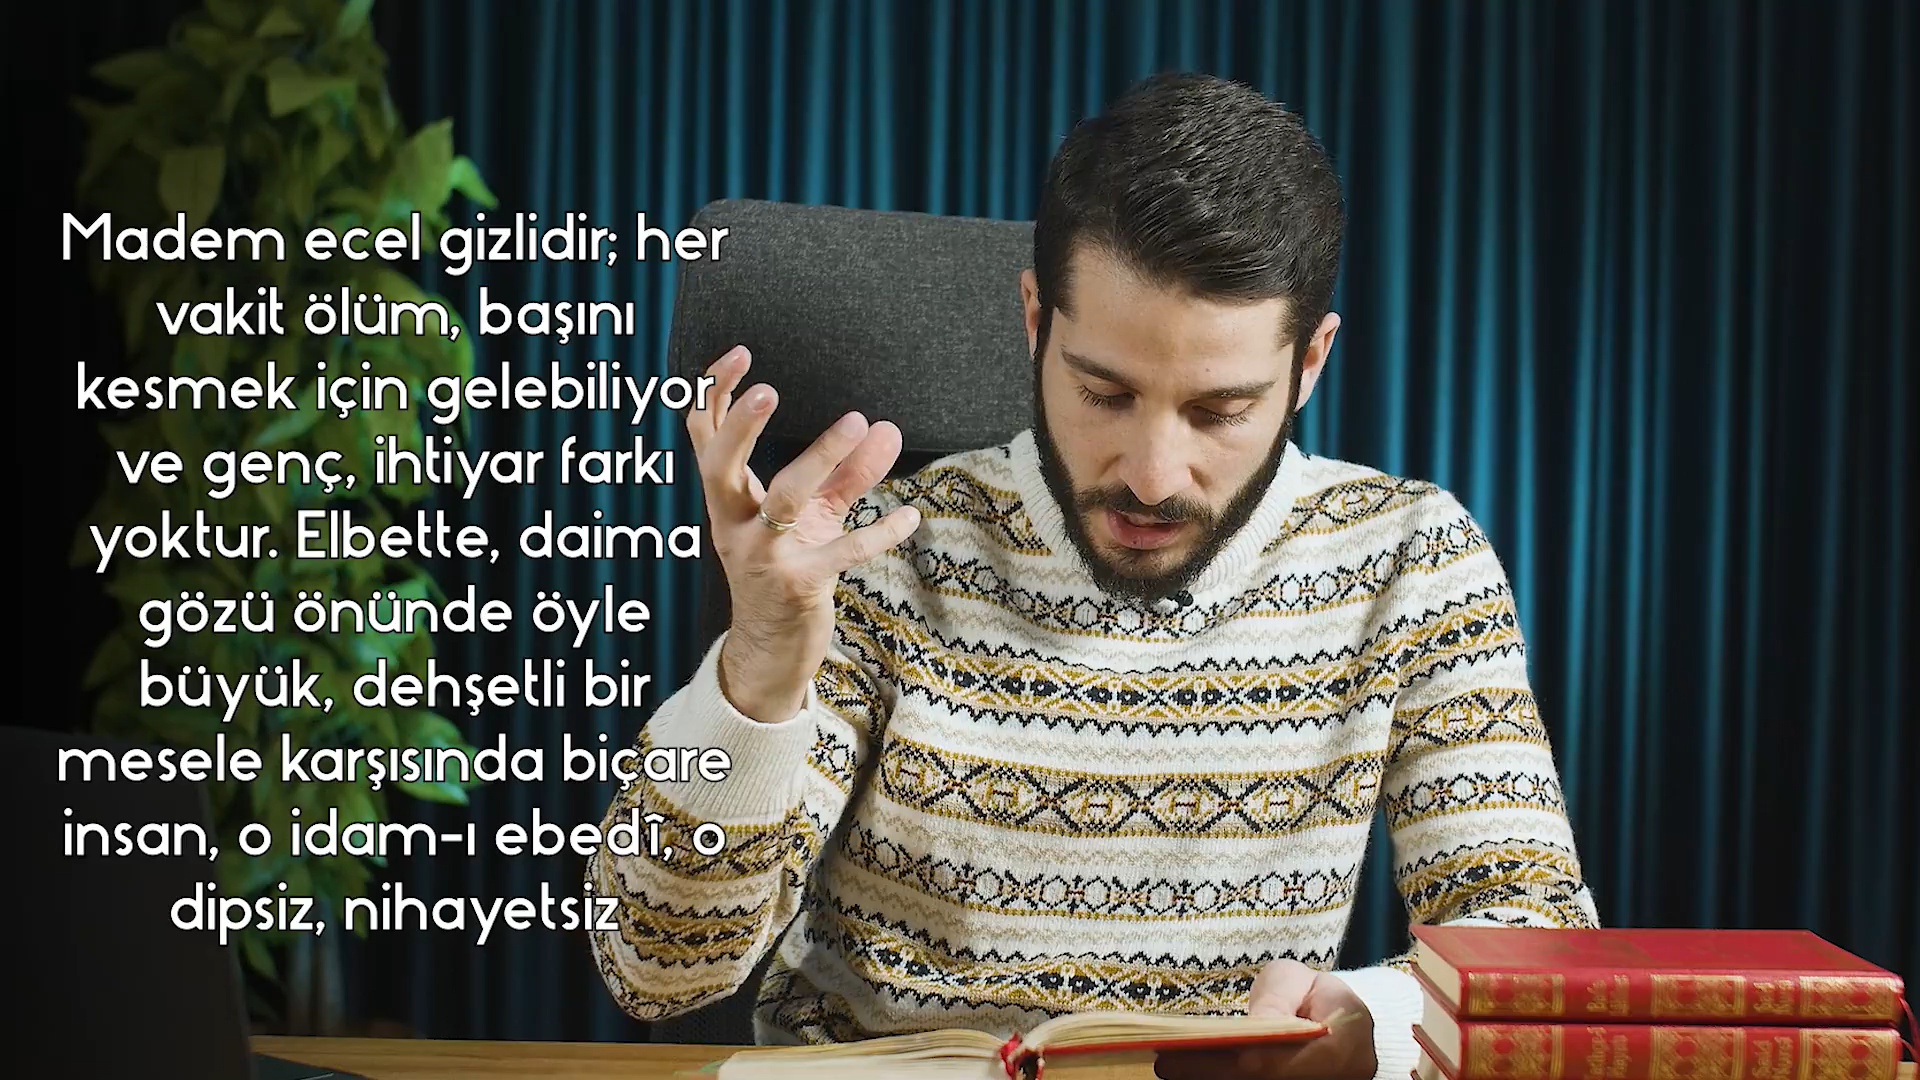 Madem ecel gizlidir; her
vakit ölüm, başını
kesmek için gelebiliyor
ve genç, ihtiyar farkı
yoktur. Elbette, daima
gözü önünde öyle
büyük, dehşetli bir
mesele karşısında biçare
insan, o idam-ı ebedî, o
dipsiz, nihayetsiz